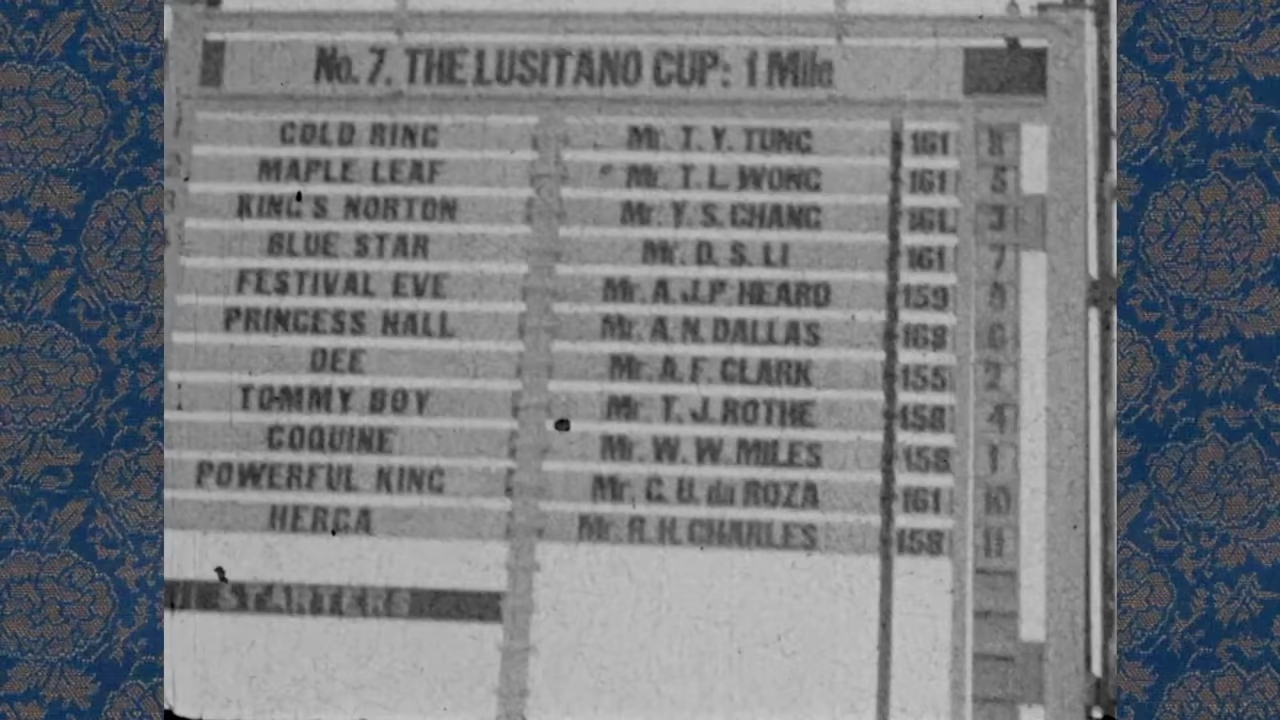 No. 7. THE LUSITANO CUP: 1 Mile
GOLD RING Mr. T. Y. TUNG 161 8
MAPLE LEAF Mr. T. L. WONG 161 5
KING'S NORTON Mr. Y. S. CHANG 161 3
BLUE STAR Mr. D. S. LI 161 7
FESTIVAL EVE Mr. A. J. P. HEARD 159
PRINCESS HALL Mr. A. N. DALLAS 6
DEE Mr. A. F. CLARK 155 2
TOMMY BOY Mr. T. J. ROTHE 158 4
COQUINE Mr. W. W. MILES 158 1
POWERFUL KING Mr. C. U. da ROZA 161 10
HERGA Mr. R. H. CHARLES 158 11
STARTERS